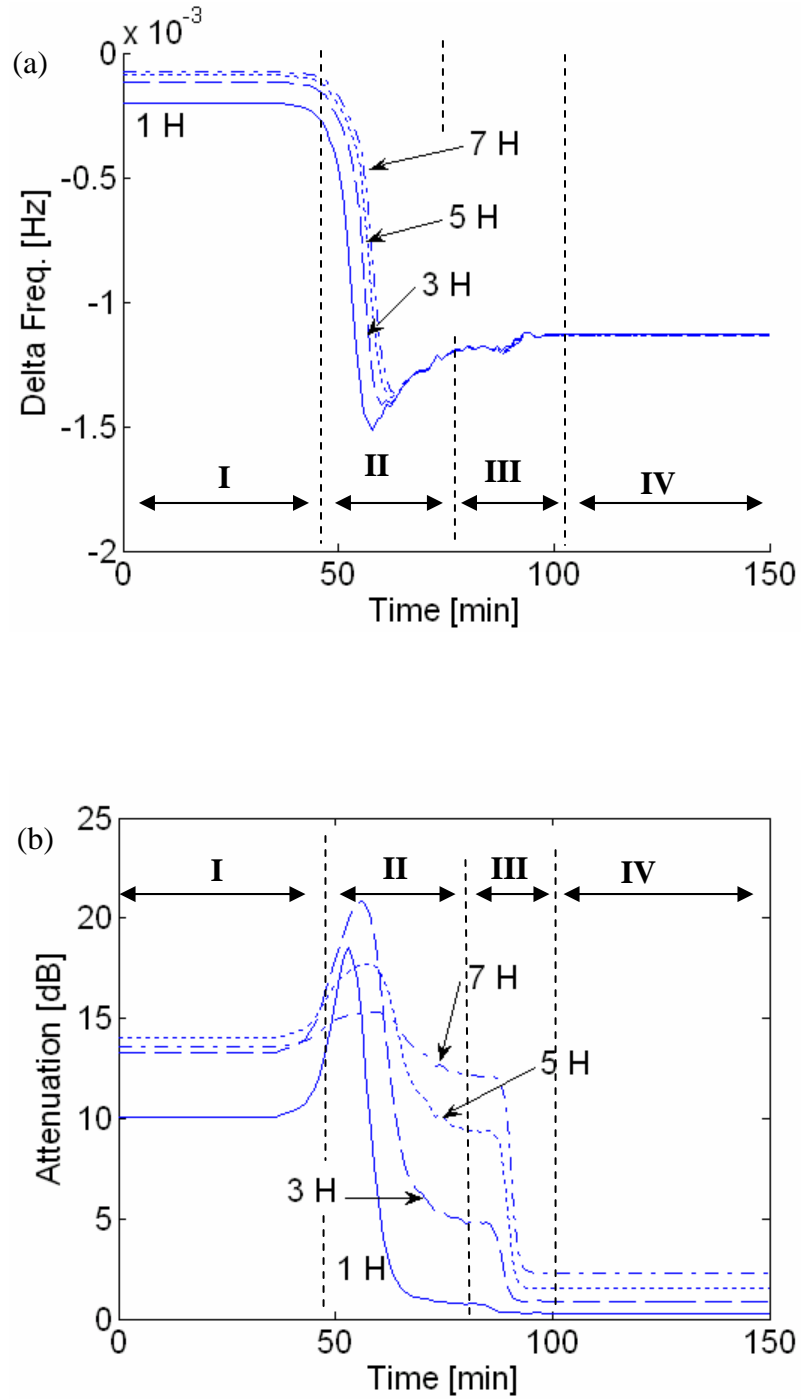 (a)
x 10-3
0
-0.5
-1
-1.5
-2
Delta Freq. [Hz]
1 H
7 H
5 H
3 H
I
II
III
IV
0
50
100
150
Time [min]
(b)
25
20
15
10
5
0
Attenuation [dB]
I
II
III
IV
7 H
5 H
3 H
1 H
0
50
100
150
Time [min]